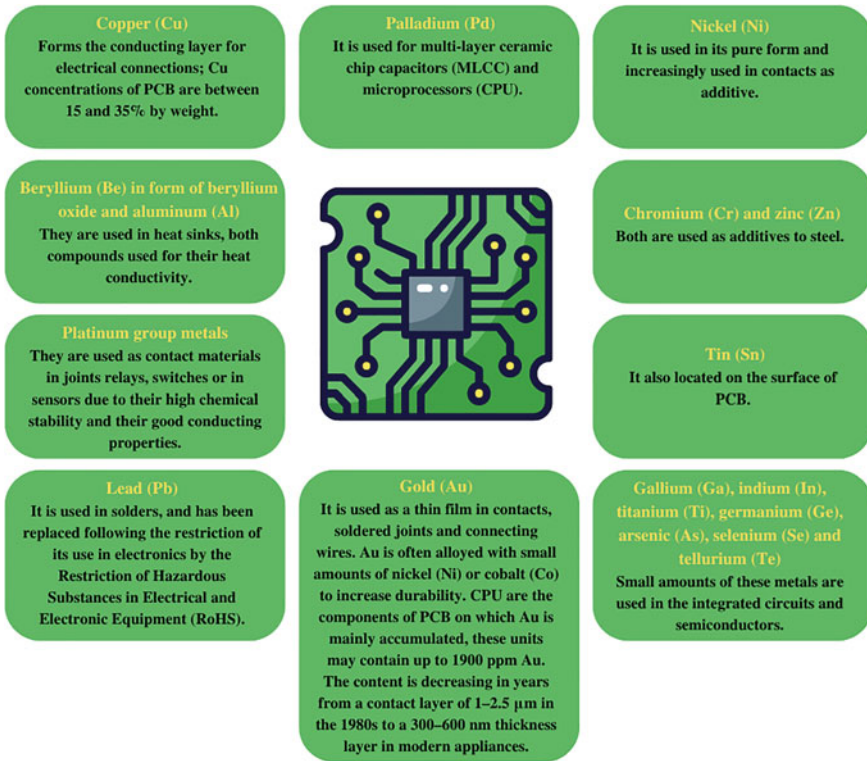 Copper (Cu)
Forms the conducting layer for
electrical connections; Cu
concentrations of PCB are between
15 and 35% by weight.
Palladium (Pd)
It is used for multi-layer ceramic
chip capacitors (MLCC) and
microprocessors (CPU).
Nickel (Ni)
It is used in its pure form and
increasingly used in contacts as
additive.
Beryllium (Be) in form of beryllium
oxide and aluminum (Al)
They are used in heat sinks, both
compounds used for their heat
conductivity.
Chromium (Cr) and zinc (Zn)
Both are used as additives to steel.
Platinum group metals
They are used as contact materials
in joints relays, switches or in
sensors due to their high chemical
stability and their good conducting
properties.
Tin (Sn)
It also located on the surface of
PCB.
Lead (Pb)
It is used in solders, and has been
replaced following the restriction of
its use in electronics by the
Restriction of Hazardous
Substances in Electrical and
Electronic Equipment (RoHS).
Gold (Au)
It is used as a thin film in contacts,
soldered joints and connecting
wires. Au is often alloyed with small
amounts of nickel (Ni) or cobalt (Co)
to increase durability. CPU are the
components of PCB on which Au is
mainly accumulated, these units
may contain up to 1900 ppm Au.
The content is decreasing in years
from a contact layer of 1–2.5 μm in
the 1980s to a 300–600 nm thickness
layer in modern appliances.
Gallium (Ga), indium (In),
titanium (Ti), germanium (Ge),
arsenic (As), selenium (Se) and
tellurium (Te)
Small amounts of these metals are
used in the integrated circuits and
semiconductors.